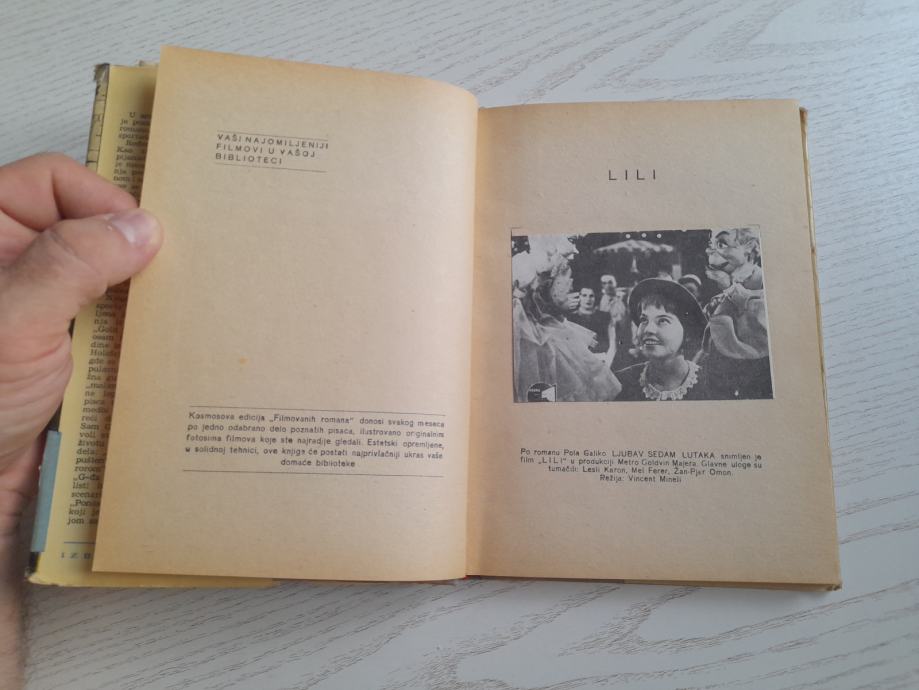 VAŠI NAJOMILJENIJI
FILMOVI U VAŠOJ
BIBLIOTECI
Kosmosova edicija „Filmovanih romana" donosi svakog meseca
po jedno odabrano delo poznatih pisaca, ilustrovano originalnim
fotosima filmova koje ste najradije gledali. Estetski opremljene,
u solidnoj tehnici, ove knjige će postati najprivlačniji ukras vaše
domaće biblioteke
LILI
Po romanu Pola Galiko LJUBAV SEDAM LUTAKA snimljen je
film „LILI" u produkciji Metro Goldvin Majera. Glavne uloge su
tumačili: Lesli Karon, Mel Ferer, Žan-Pjer Omon.
Režija: Vincent Mineli